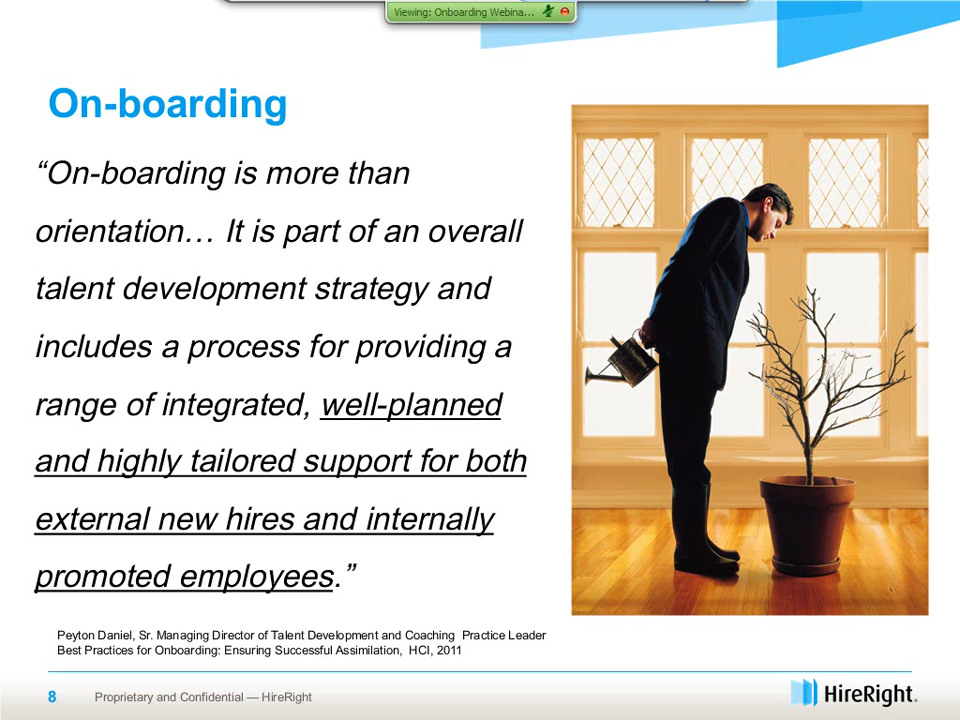 Viewing: Onboarding Webina...
On-boarding
“On-boarding is more than
orientation… It is part of an overall
talent development strategy and
includes a process for providing a
range of integrated, well-planned
and highly tailored support for both
external new hires and internally
promoted employees.”
Peyton Daniel, Sr. Managing Director of Talent Development and Coaching Practice Leader
Best Practices for Onboarding: Ensuring Successful Assimilation, HCI, 2011
8 Proprietary and Confidential — HireRight
HireRight